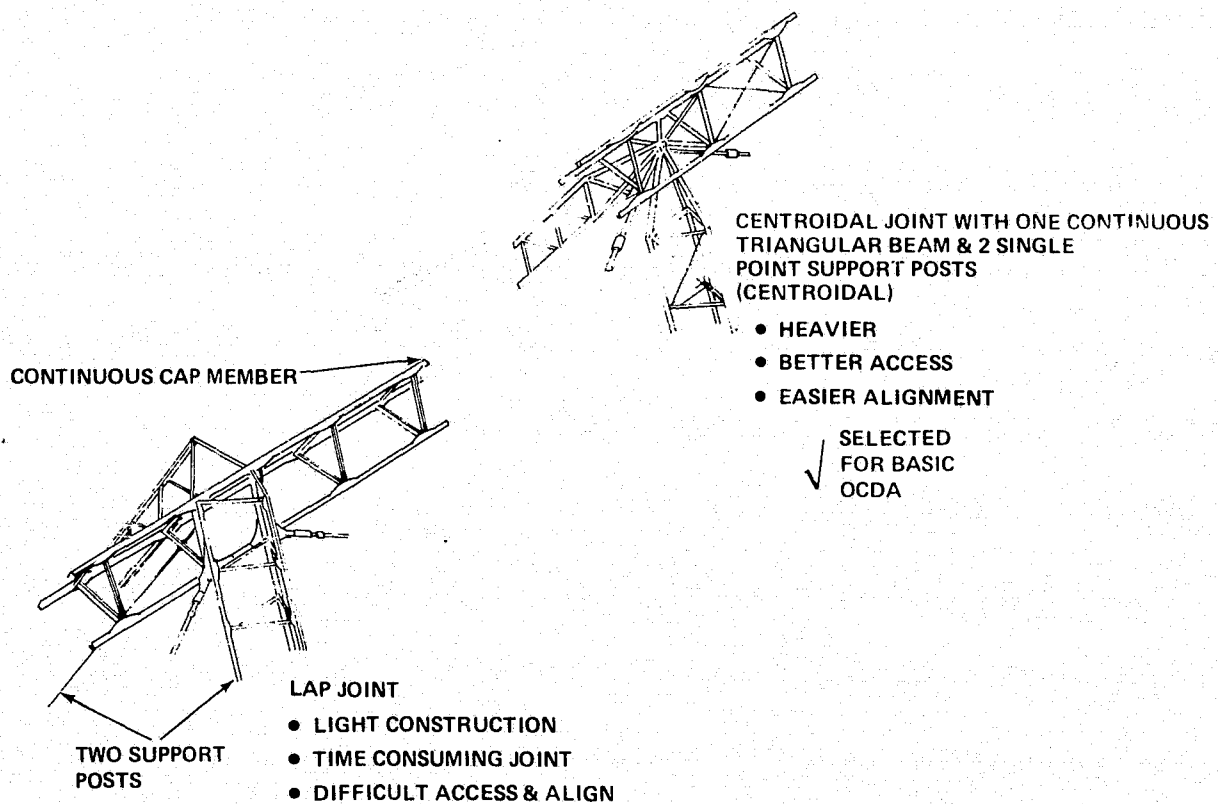 CENTROIDAL JOINT WITH ONE CONTINUOUS
TRIANGULAR BEAM & 2 SINGLE
POINT SUPPORT POSTS
(CENTROIDAL)
• HEAVIER
• BETTER ACCESS
• EASIER ALIGNMENT
√ SELECTED
FOR BASIC
OCDA
CONTINUOUS CAP MEMBER
TWO SUPPORT
POSTS
LAP JOINT
• LIGHT CONSTRUCTION
• TIME CONSUMING JOINT
• DIFFICULT ACCESS & ALIGN